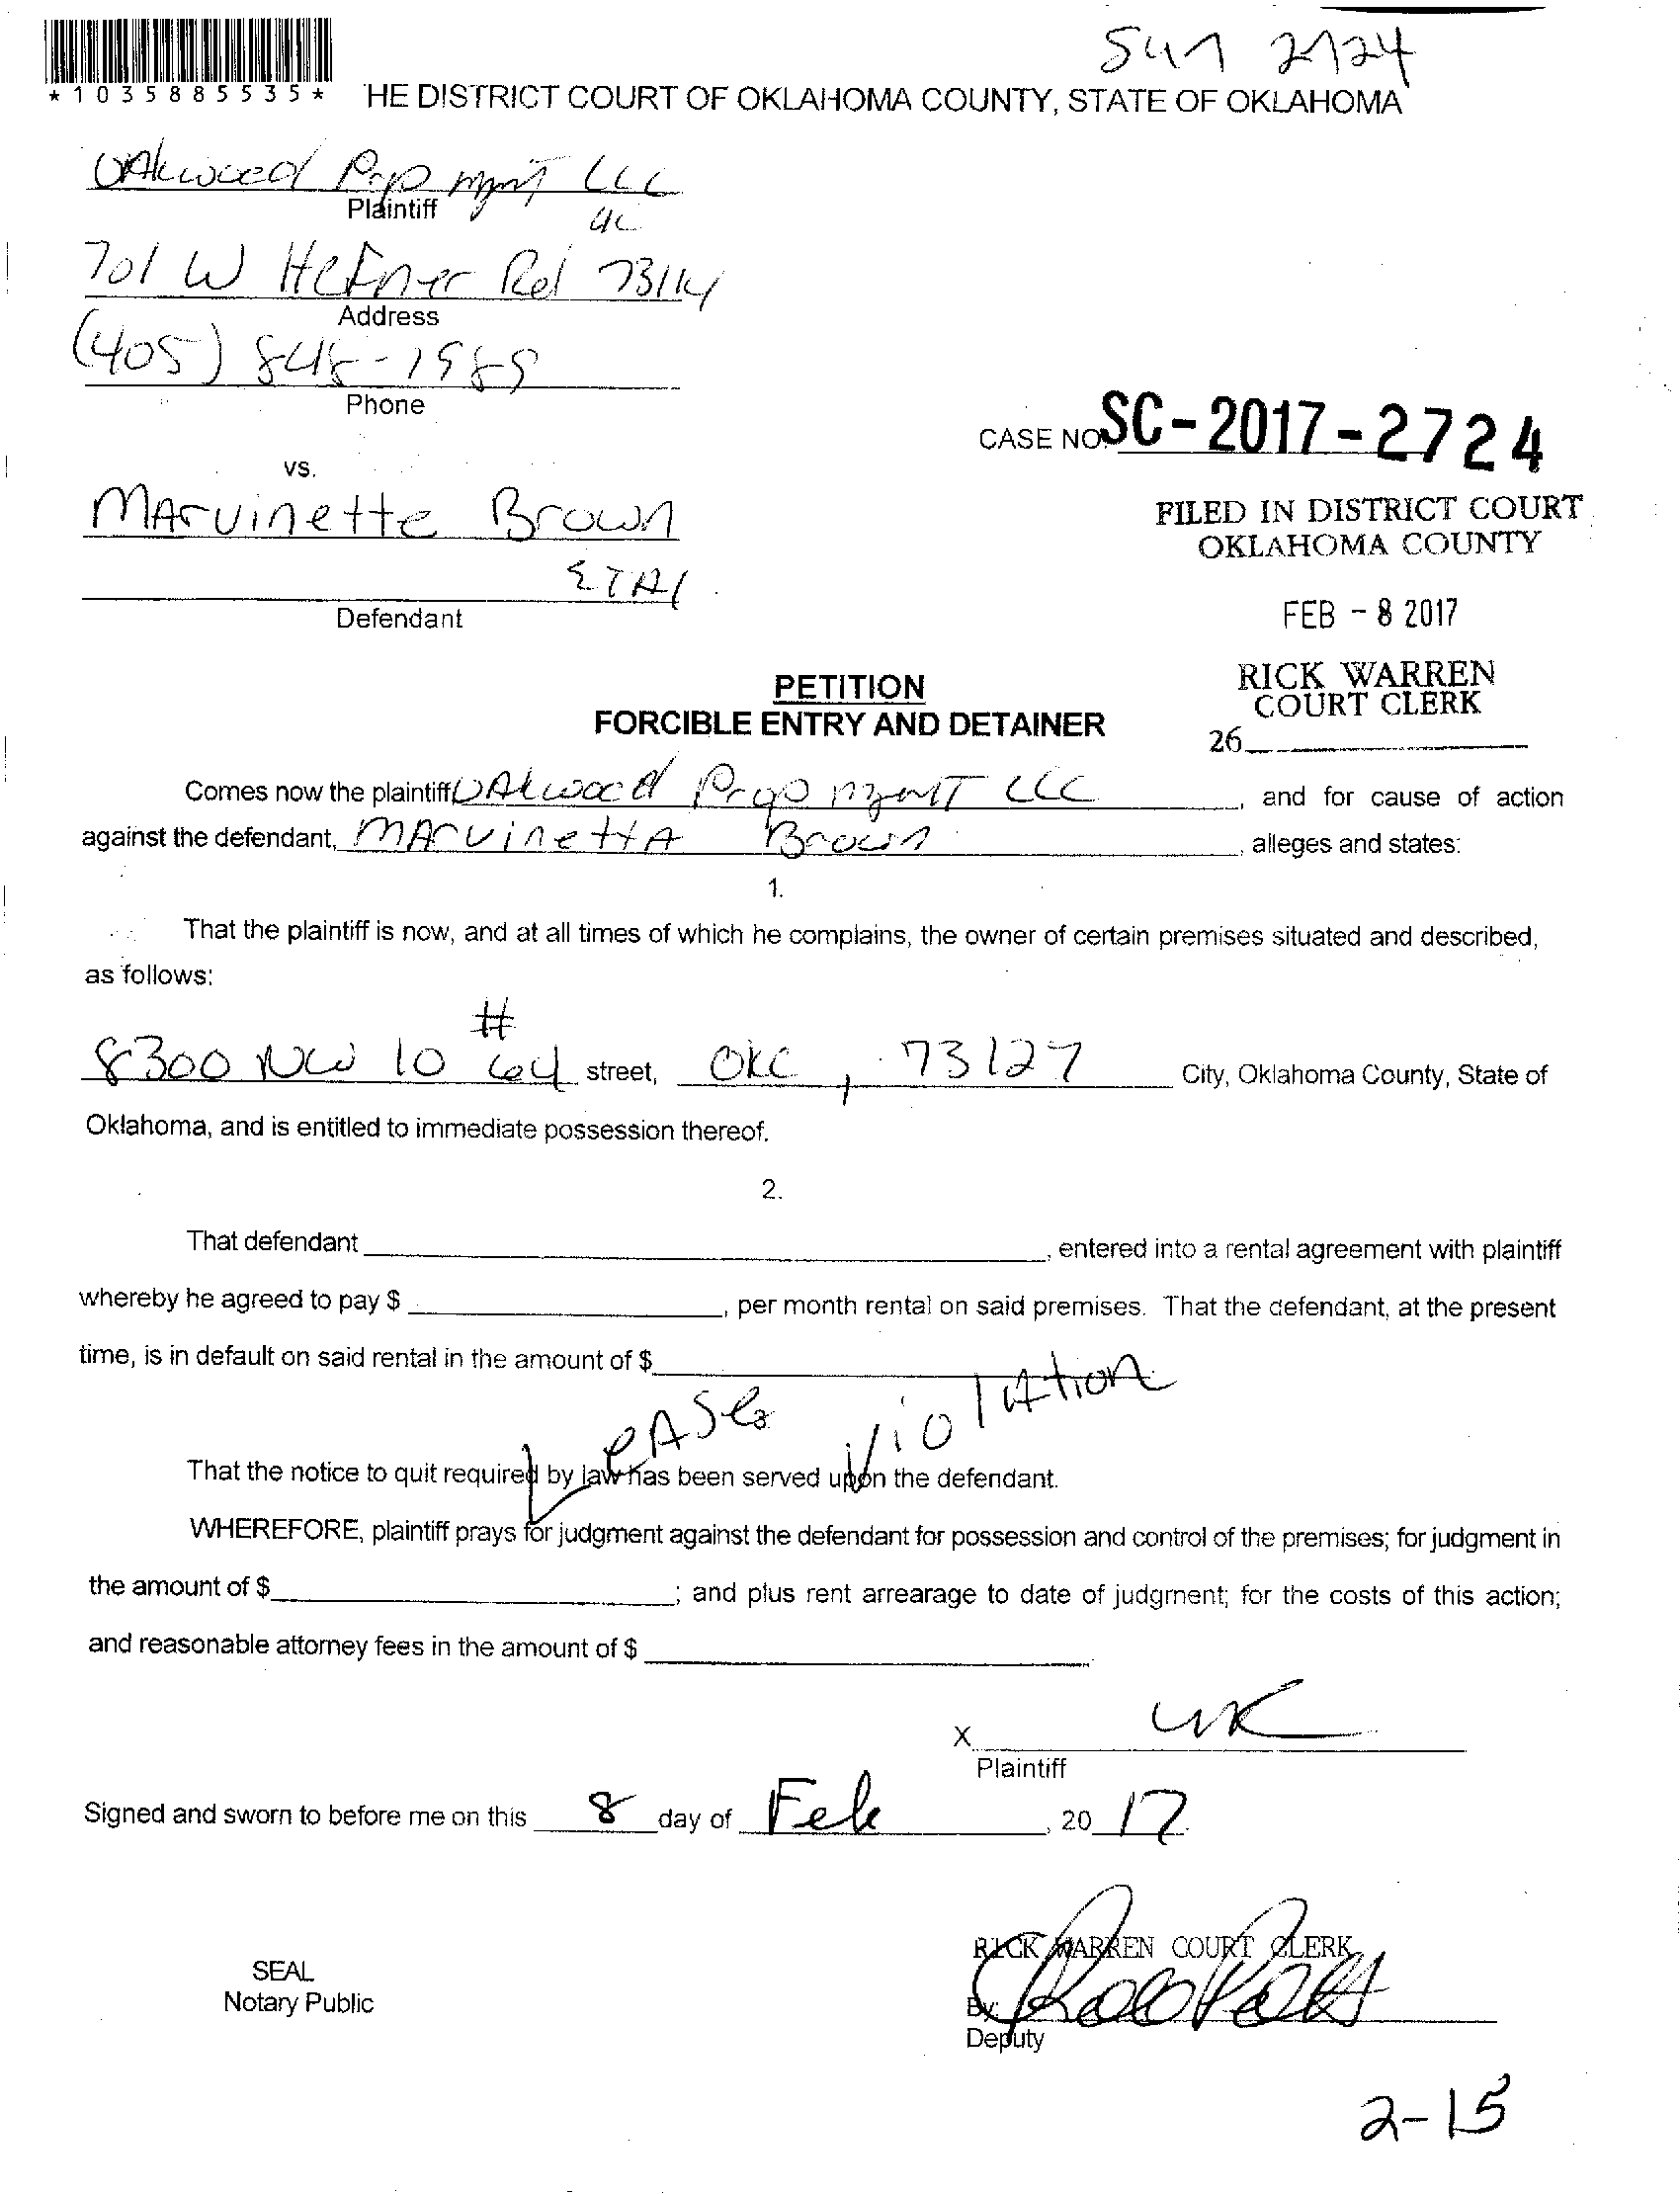 *1035885535*
HE DISTRICT COURT OF OKLAHOMA COUNTY, STATE OF OKLAHOMA
OAkwood Prop mgmt LLC
Plaintiff
701 W Hefner Rd 73114
Address
(405) 848-1989
Phone
CASE NO. SC-2017-2724
vs.
MArvinette Brown
FILED IN DISTRICT COURT
OKLAHOMA COUNTY
ETAl
Defendant
FEB - 8 2017
RICK WARREN
COURT CLERK
26
PETITION
FORCIBLE ENTRY AND DETAINER
Comes now the plaintiff OAkwood Prop mgmT LLC, and for cause of action
against the defendant, MArvinettA Brown, alleges and states:
1.
That the plaintiff is now, and at all times of which he complains, the owner of certain premises situated and described,
as follows:
8300 NW 10 #64 street, OKC, 73127 City, Oklahoma County, State of
Oklahoma, and is entitled to immediate possession thereof.
2.
That defendant, entered into a rental agreement with plaintiff
whereby he agreed to pay $, per month rental on said premises. That the defendant, at the present
time, is in default on said rental in the amount of $
LeASe violAtion
That the notice to quit required by law has been served upon the defendant.
WHEREFORE, plaintiff prays for judgment against the defendant for possession and control of the premises; for judgment in
the amount of $; and plus rent arrearage to date of judgment; for the costs of this action;
and reasonable attorney fees in the amount of $
X
Plaintiff
Signed and sworn to before me on this 8 day of Feb, 20 17
SEAL
Notary Public
RICK WARREN COURT CLERK
By:
Deputy
2-15